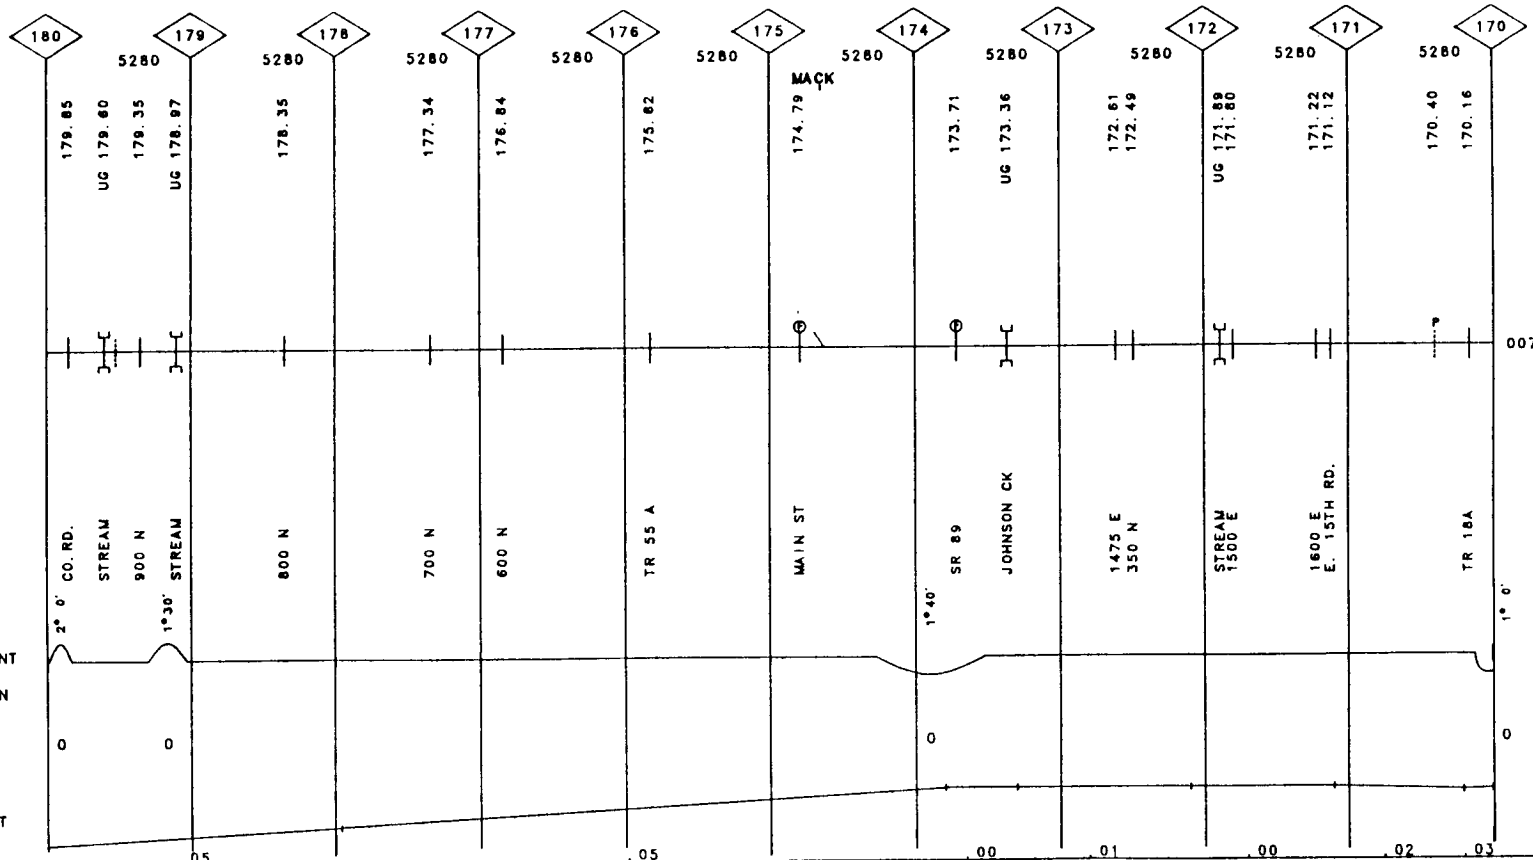 180 179 178 177 176 175 174 173 172 171 170
5280 5280 5280 5280 5280 5280 5280 5280 5280 5280
MACK
179.85
UG 179.60
179.35
UG 178.97
178.35
177.34
176.84
175.82
174.79
173.71
UG 173.36
172.61
172.49
UG 171.89
171.80
171.22
171.12
170.40
170.16
P
007
CO. RD.
STREAM
900 N
STREAM
800 N
700 N
600 N
TR 55 A
MAIN ST
SR 89
JOHNSON CK
1475 E
350 N
STREAM
1500 E
1600 E
E. 15TH RD.
TR 18A
2° 0'
1° 30'
1° 40'
1° 0'
NT
N
0 0 0 0
T
.05 .05 .00 .01 .00 .02 .03